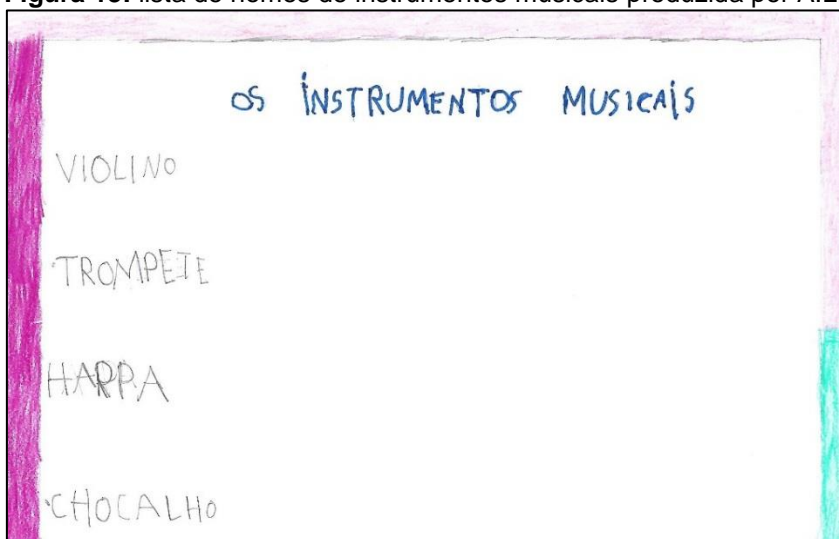 Figura 10: lista de nomes de instrumentos musicais produzida por A.L
OS INSTRUMENTOS MUSICAIS
VIOLINO
TROMPETE
HARPA
CHOCALHO